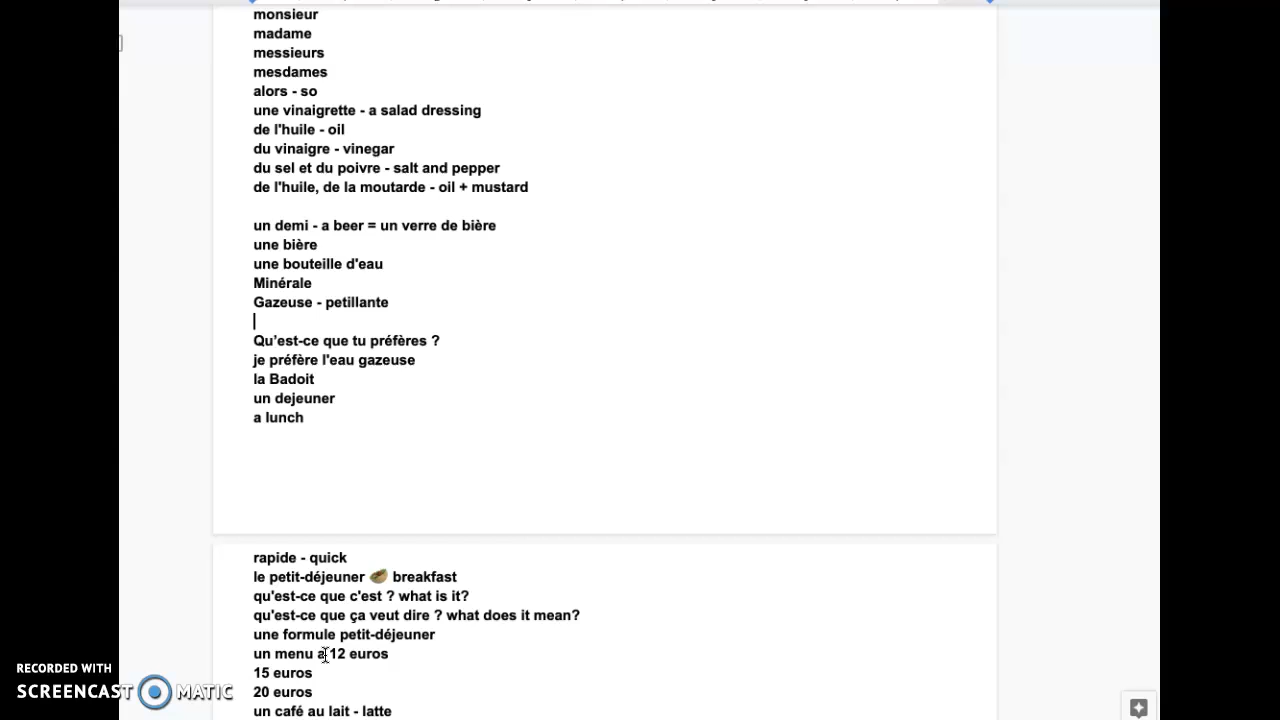 monsieur
madame
messieurs
mesdames
alors - so
une vinaigrette - a salad dressing
de l'huile - oil
du vinaigre - vinegar
du sel et du poivre - salt and pepper
de l'huile, de la moutarde - oil + mustard
un demi - a beer = un verre de bière
une bière
une bouteille d'eau
Minérale
Gazeuse - petillante
Qu’est-ce que tu préfères ?
je préfère l'eau gazeuse
la Badoit
un dejeuner
a lunch
rapide - quick
le petit-déjeuner 🥙 breakfast
qu'est-ce que c'est ? what is it?
qu'est-ce que ça veut dire ? what does it mean?
une formule petit-déjeuner
un menu a 12 euros
15 euros
20 euros
un café au lait - latte
RECORDED WITH
SCREENCAST MATIC